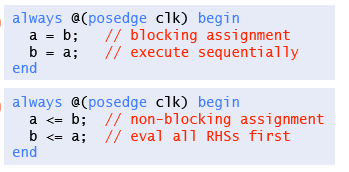 always @(posedge clk) begin
  a = b;   // blocking assignment
  b = a;   // execute sequentially
end
always @(posedge clk) begin
  a <= b;  // non-blocking assignment
  b <= a;  // eval all RHSs first
end